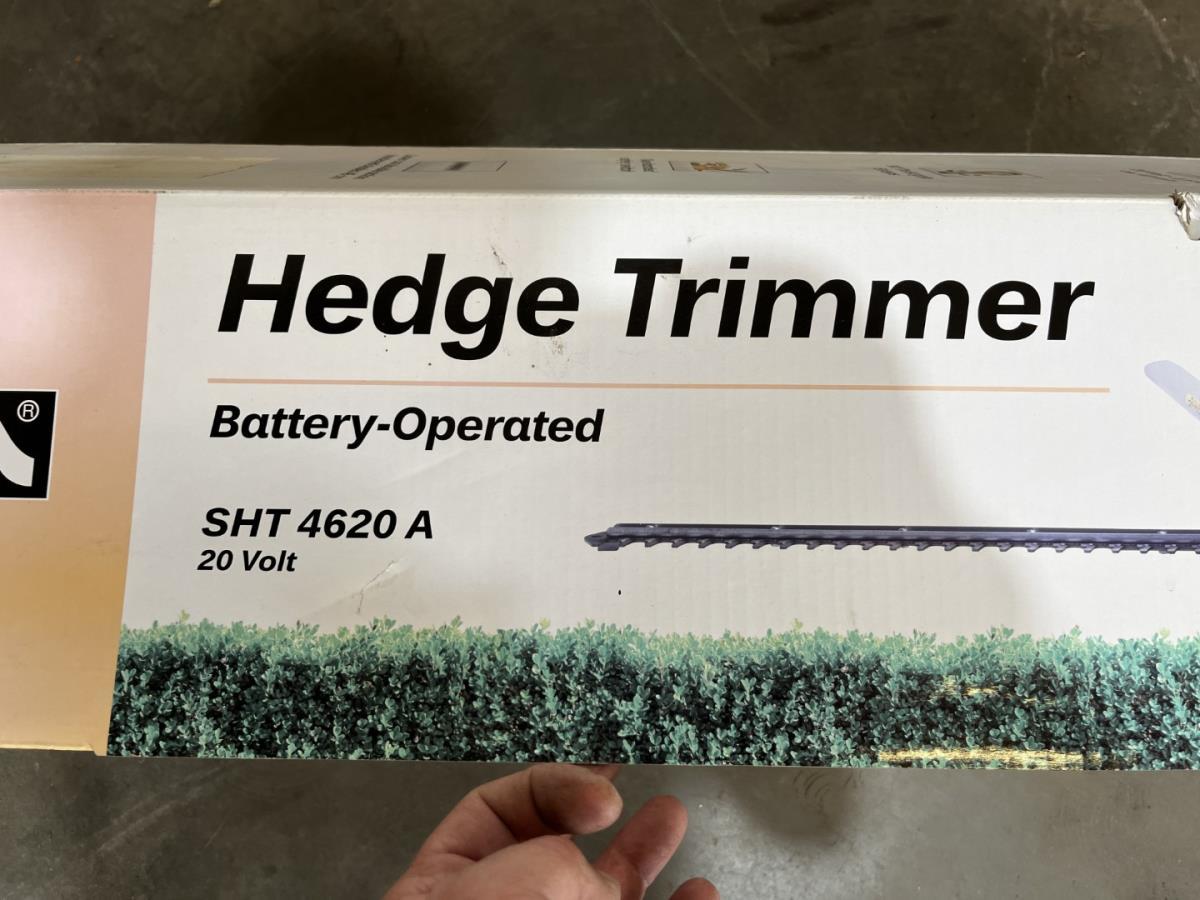 Hedge Trimmer
®
Battery-Operated
SHT 4620 A
20 Volt